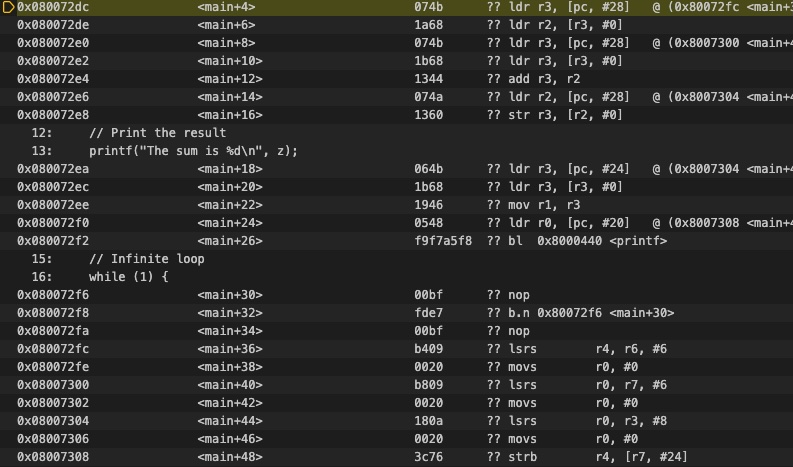 0x080072dc <main+4> 074b ?? ldr r3, [pc, #28] @ (0x80072fc <main+3
0x080072de <main+6> 1a68 ?? ldr r2, [r3, #0]
0x080072e0 <main+8> 074b ?? ldr r3, [pc, #28] @ (0x8007300 <main+4
0x080072e2 <main+10> 1b68 ?? ldr r3, [r3, #0]
0x080072e4 <main+12> 1344 ?? add r3, r2
0x080072e6 <main+14> 074a ?? ldr r2, [pc, #28] @ (0x8007304 <main+4
0x080072e8 <main+16> 1360 ?? str r3, [r2, #0]
12: // Print the result
13: printf("The sum is %d\n", z);
0x080072ea <main+18> 064b ?? ldr r3, [pc, #24] @ (0x8007304 <main+4
0x080072ec <main+20> 1b68 ?? ldr r3, [r3, #0]
0x080072ee <main+22> 1946 ?? mov r1, r3
0x080072f0 <main+24> 0548 ?? ldr r0, [pc, #20] @ (0x8007308 <main+4
0x080072f2 <main+26> f9f7a5f8 ?? bl 0x8000440 <printf>
15: // Infinite loop
16: while (1) {
0x080072f6 <main+30> 00bf ?? nop
0x080072f8 <main+32> fde7 ?? b.n 0x80072f6 <main+30>
0x080072fa <main+34> 00bf ?? nop
0x080072fc <main+36> b409 ?? lsrs r4, r6, #6
0x080072fe <main+38> 0020 ?? movs r0, #0
0x08007300 <main+40> b809 ?? lsrs r0, r7, #6
0x08007302 <main+42> 0020 ?? movs r0, #0
0x08007304 <main+44> 180a ?? lsrs r0, r3, #8
0x08007306 <main+46> 0020 ?? movs r0, #0
0x08007308 <main+48> 3c76 ?? strb r4, [r7, #24]